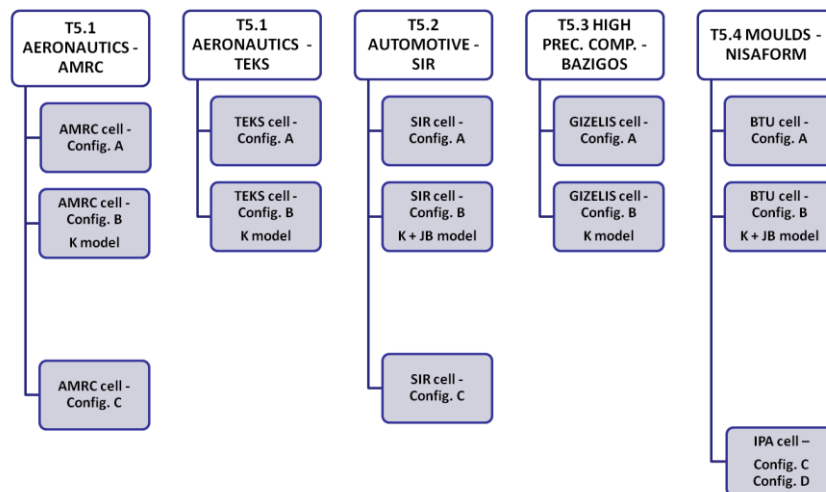 T5.1
AERONAUTICS -
AMRC
AMRC cell -
Config. A
AMRC cell -
Config. B
K model
AMRC cell -
Config. C
T5.1
AERONAUTICS -
TEKS
TEKS cell -
Config. A
TEKS cell -
Config. B
K model
T5.2
AUTOMOTIVE -
SIR
SIR cell -
Config. A
SIR cell -
Config. B
K + JB model
SIR cell -
Config. C
T5.3 HIGH
PREC. COMP. -
BAZIGOS
GIZELIS cell -
Config. A
GIZELIS cell -
Config. B
K model
T5.4 MOULDS -
NISAFORM
BTU cell -
Config. A
BTU cell -
Config. B
K + JB model
IPA cell –
Config. C
Config. D